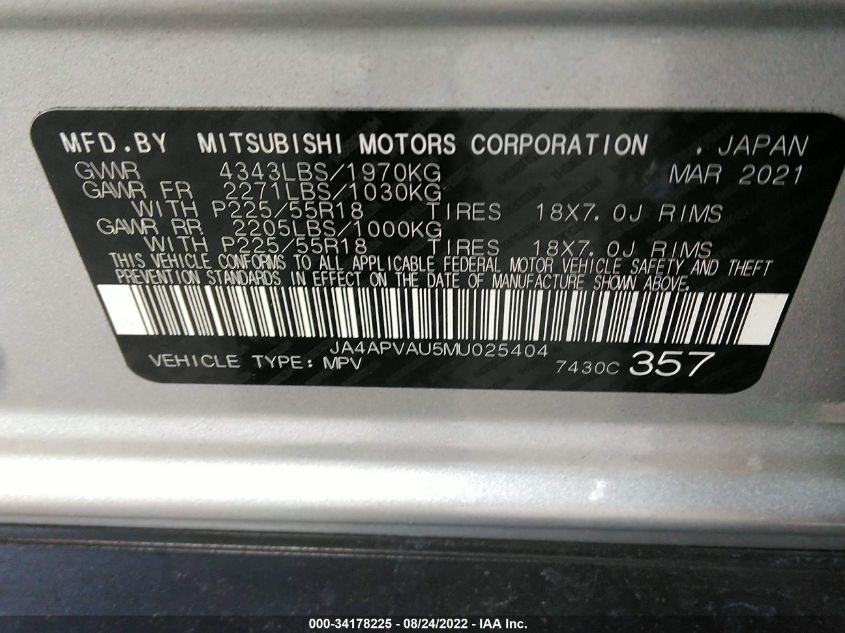 MFD.BY MITSUBISHI MOTORS CORPORATION . JAPAN
GVWR 4343LBS/1970KG MAR 2021
GAWR FR 2271LBS/1030KG
WITH P225/55R18 TIRES 18X7.0J RIMS
GAWR RR 2205LBS/1000KG
WITH P225/55R18 TIRES 18X7.0J RIMS
THIS VEHICLE CONFORMS TO ALL APPLICABLE FEDERAL MOTOR VEHICLE SAFETY AND THEFT
PREVENTION STANDARDS IN EFFECT ON THE DATE OF MANUFACTURE SHOWN ABOVE.
JA4APVAU5MU025404
VEHICLE TYPE: MPV 7430C 357
000-34178225 - 08/24/2022 - IAA Inc.